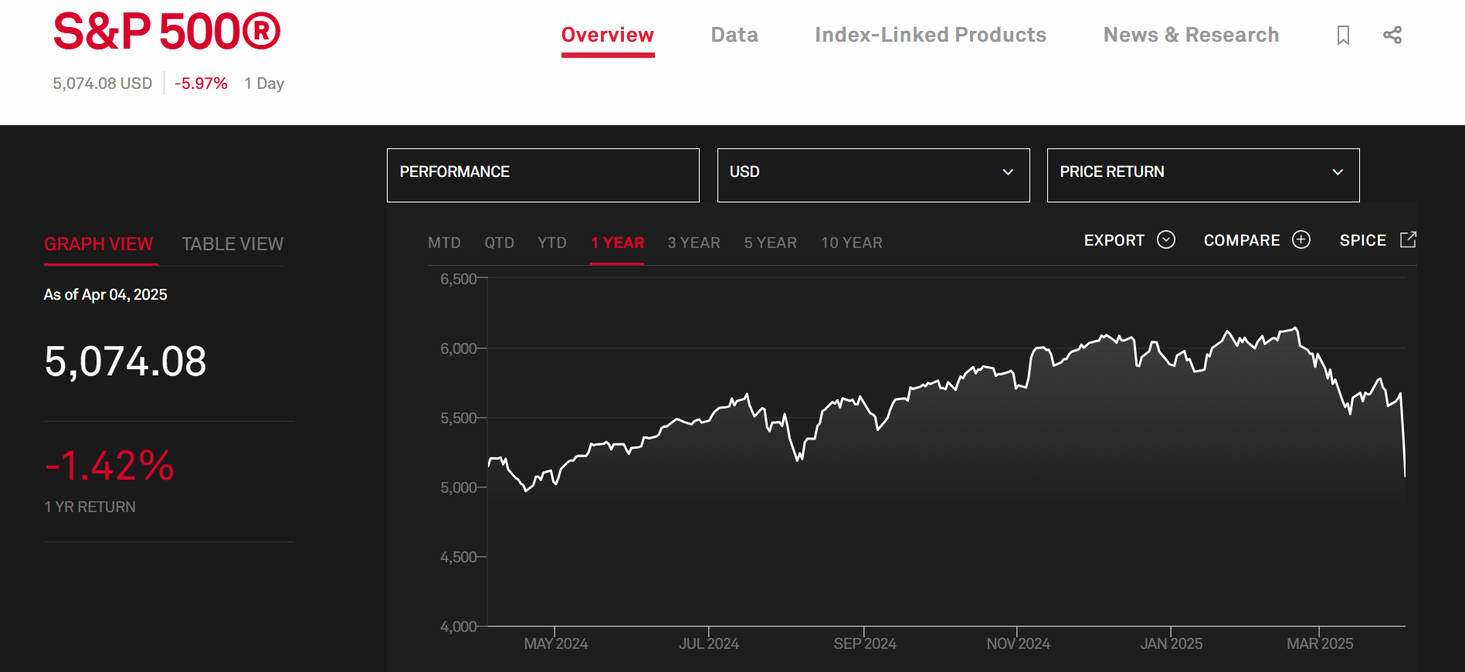 S&P 500®
Overview
Data
Index-Linked Products
News & Research
5,074.08 USD
-5.97%
1 Day
PERFORMANCE
USD
PRICE RETURN
GRAPH VIEW
TABLE VIEW
As of Apr 04, 2025
5,074.08
-1.42%
1 YR RETURN
MTD
QTD
YTD
1 YEAR
3 YEAR
5 YEAR
10 YEAR
EXPORT
COMPARE
SPICE
6,500
6,000
5,500
5,000
4,500
4,000
MAY 2024
JUL 2024
SEP 2024
NOV 2024
JAN 2025
MAR 2025